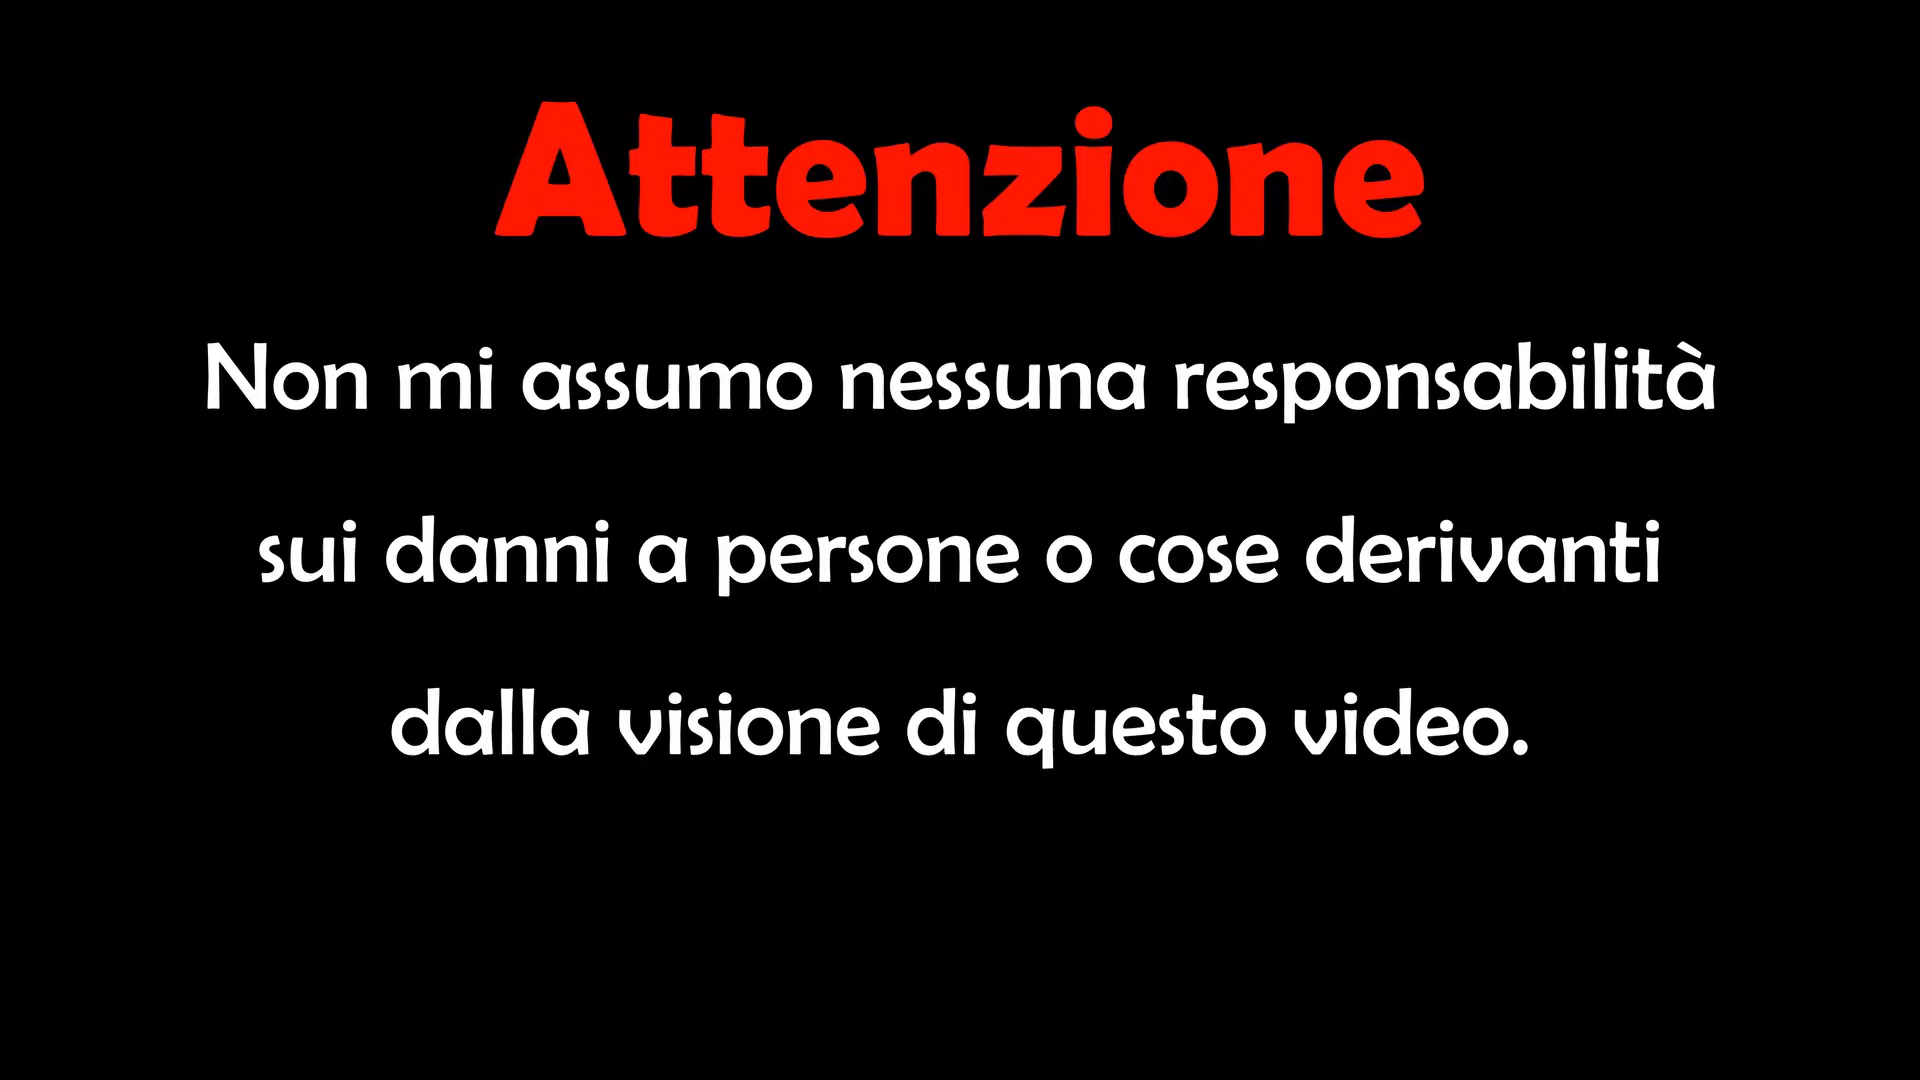 Attenzione
Non mi assumo nessuna responsabilità
sui danni a persone o cose derivanti
dalla visione di questo video.